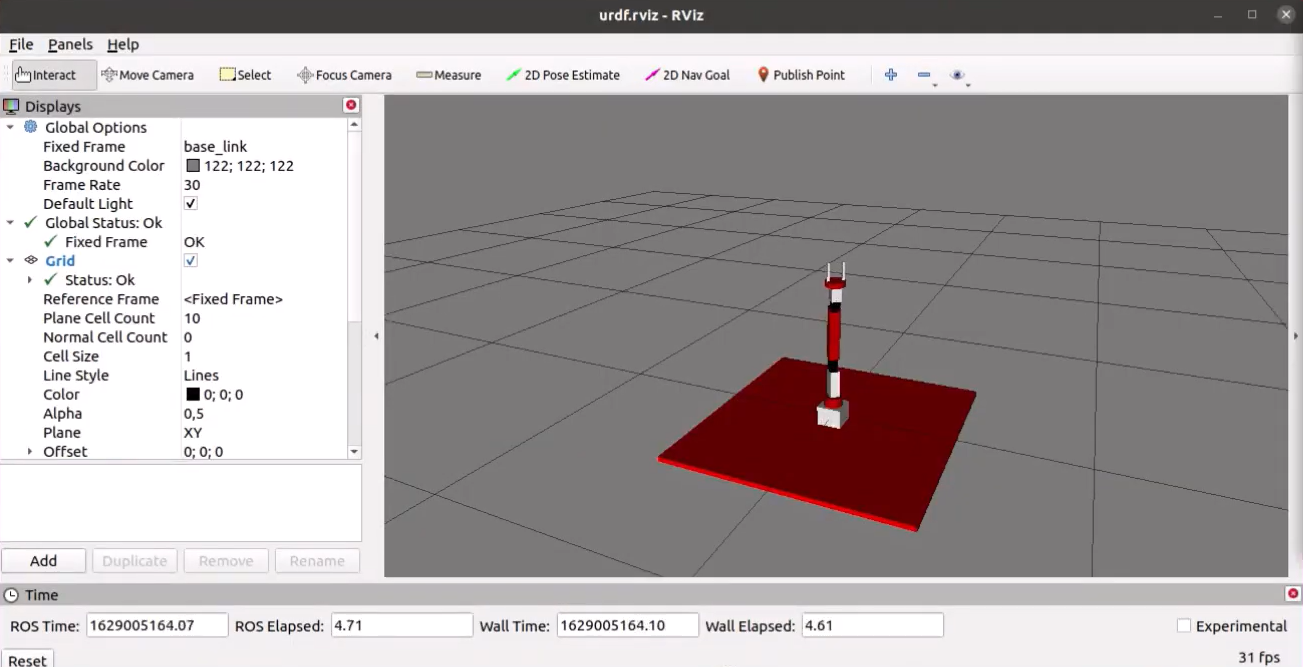 urdf.rviz - RViz
File Panels Help
Interact Move Camera Select Focus Camera Measure 2D Pose Estimate 2D Nav Goal Publish Point
Displays
Global Options
Fixed Frame base_link
Background Color 122; 122; 122
Frame Rate 30
Default Light
Global Status: Ok
Fixed Frame OK
Grid
Status: Ok
Reference Frame <Fixed Frame>
Plane Cell Count 10
Normal Cell Count 0
Cell Size 1
Line Style Lines
Color 0; 0; 0
Alpha 0,5
Plane XY
Offset 0; 0; 0
Add Duplicate Remove Rename
Time
ROS Time: 1629005164.07 ROS Elapsed: 4.71 Wall Time: 1629005164.10 Wall Elapsed: 4.61 Experimental
Reset 31 fps